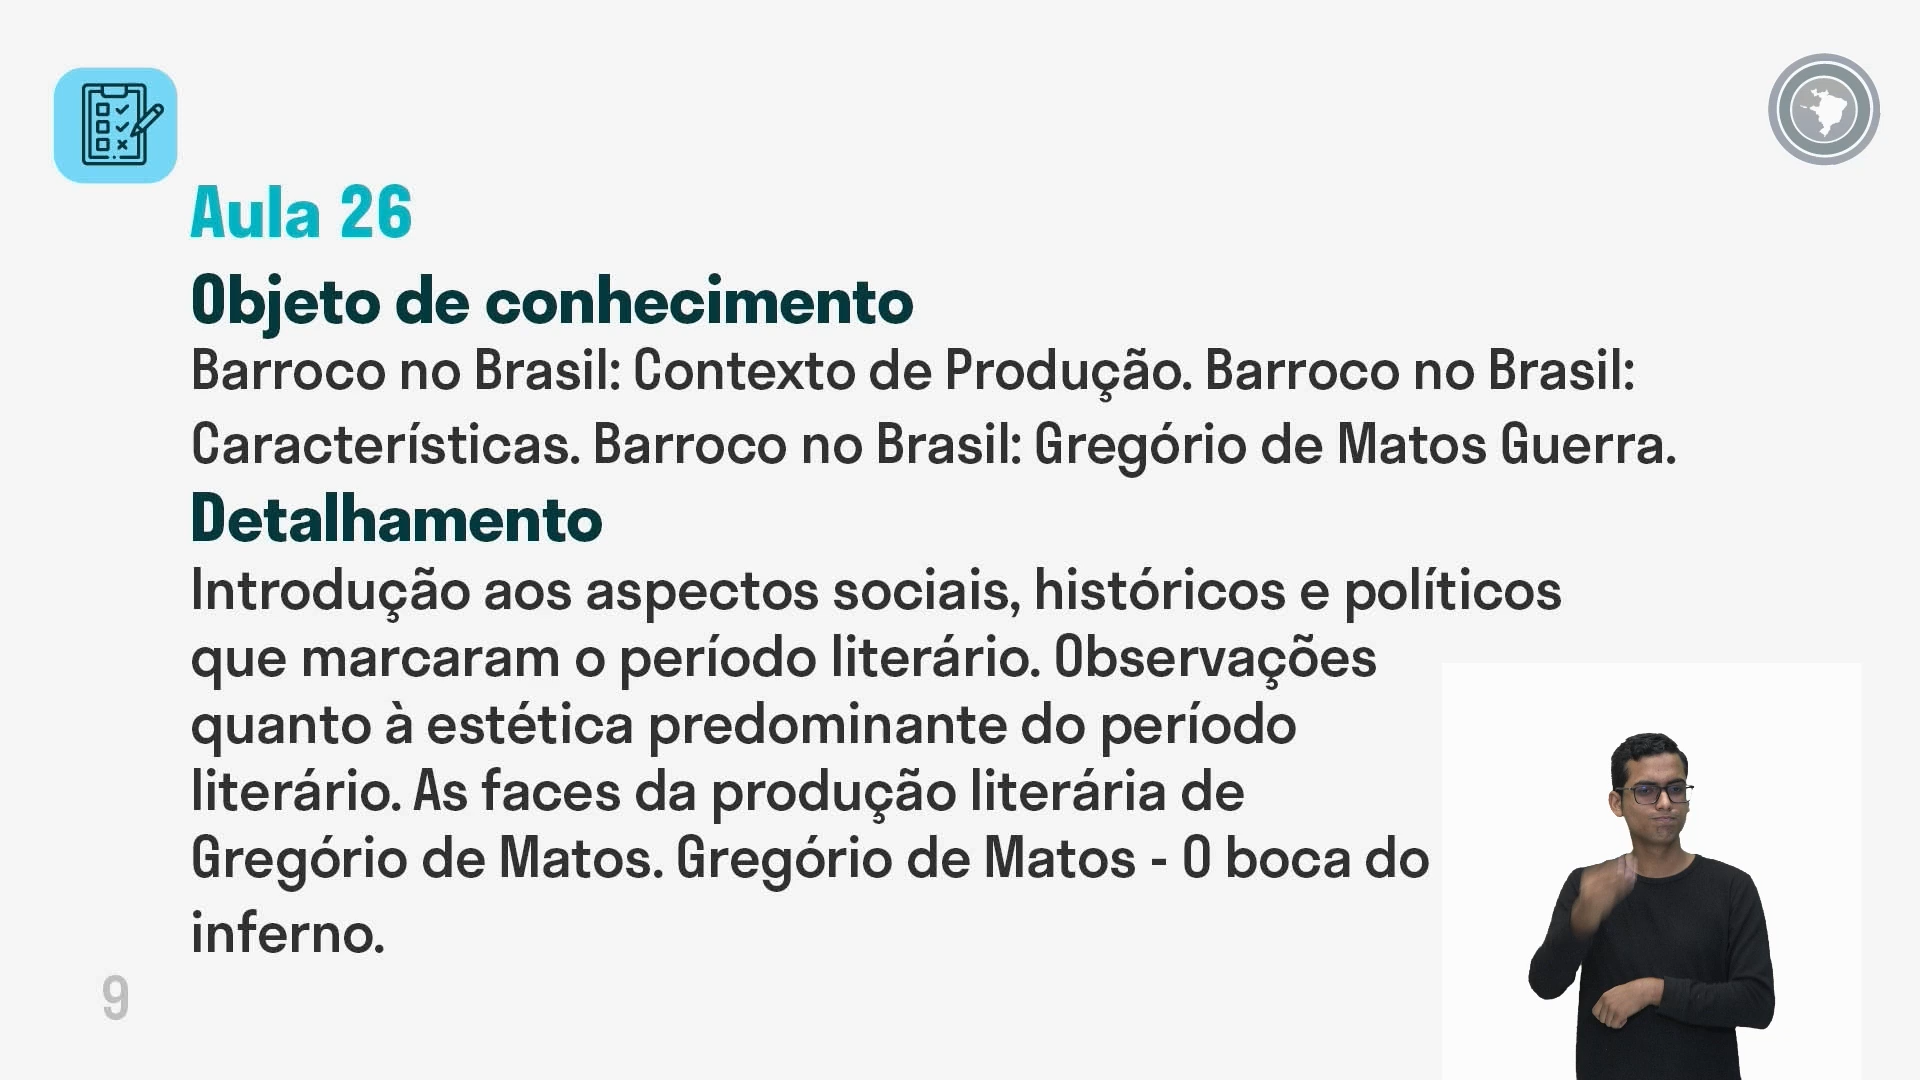 Aula 26
Objeto de conhecimento
Barroco no Brasil: Contexto de Produção. Barroco no Brasil:
Características. Barroco no Brasil: Gregório de Matos Guerra.
Detalhamento
Introdução aos aspectos sociais, históricos e políticos
que marcaram o período literário. Observações
quanto à estética predominante do período
literário. As faces da produção literária de
Gregório de Matos. Gregório de Matos - O boca do
inferno.
9